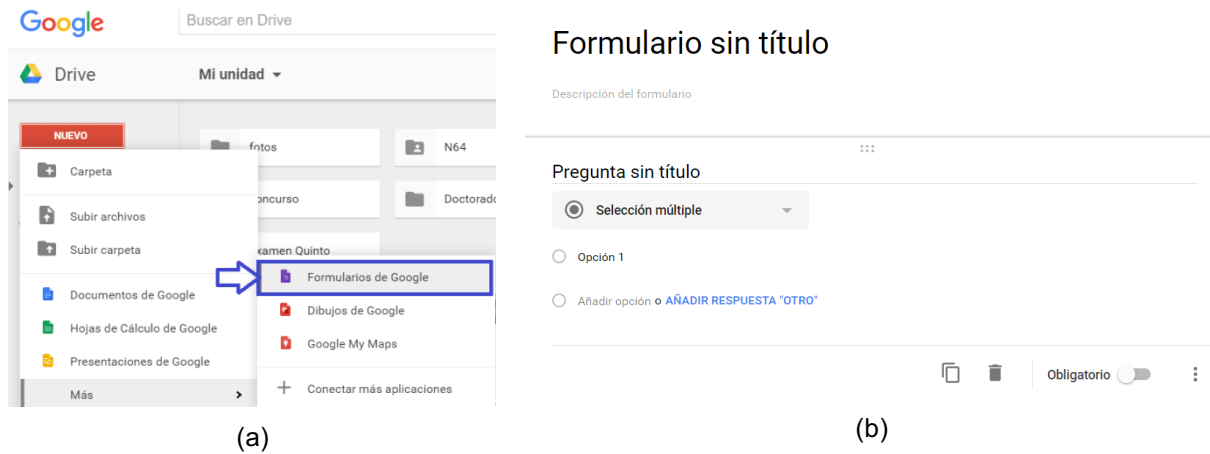 Google
Buscar en Drive
Drive
Mi unidad
NUEVO
fotos
N64
Carpeta
oncurso
Doctorado
Subir archivos
Subir carpeta
xamen Quinto
Formularios de Google
Documentos de Google
Dibujos de Google
Hojas de Cálculo de Google
Google My Maps
Presentaciones de Google
Más
Conectar más aplicaciones
(a)
Formulario sin título
Descripción del formulario
Pregunta sin título
Selección múltiple
Opción 1
Añadir opción o AÑADIR RESPUESTA "OTRO"
Obligatorio
(b)